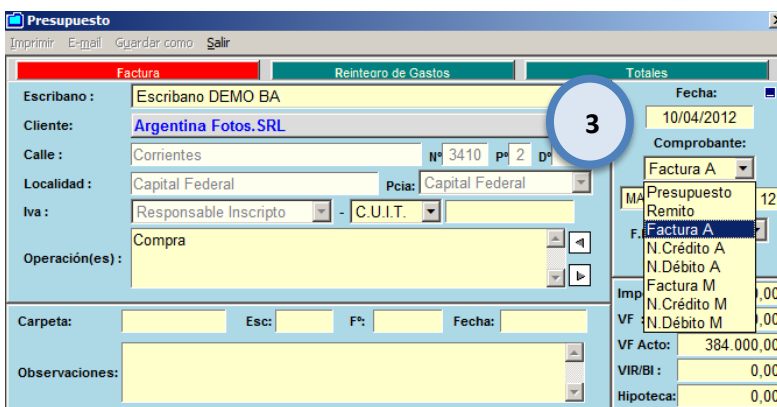 Presupuesto
Imprimir E-mail Guardar como Salir
Factura Reintegro de Gastos Totales
Escribano : Escribano DEMO BA
Fecha:
10/04/2012
3
Cliente: Argentina Fotos.SRL
Comprobante:
Calle : Corrientes Nº 3410 Pº 2 Dº
Factura A
Localidad : Capital Federal Pcia: Capital Federal
Presupuesto
Remito
Factura A
N.Crédito A
N.Débito A
Factura M
N.Crédito M
N.Débito M
MA 12
Iva : Responsable Inscripto - C.U.I.T.
Operación(es) : Compra
Carpeta: Esc: Fº: Fecha:
VF
VF Acto: 384.000,00
Observaciones:
VIR/BI : 0,00
Hipoteca: 0,00